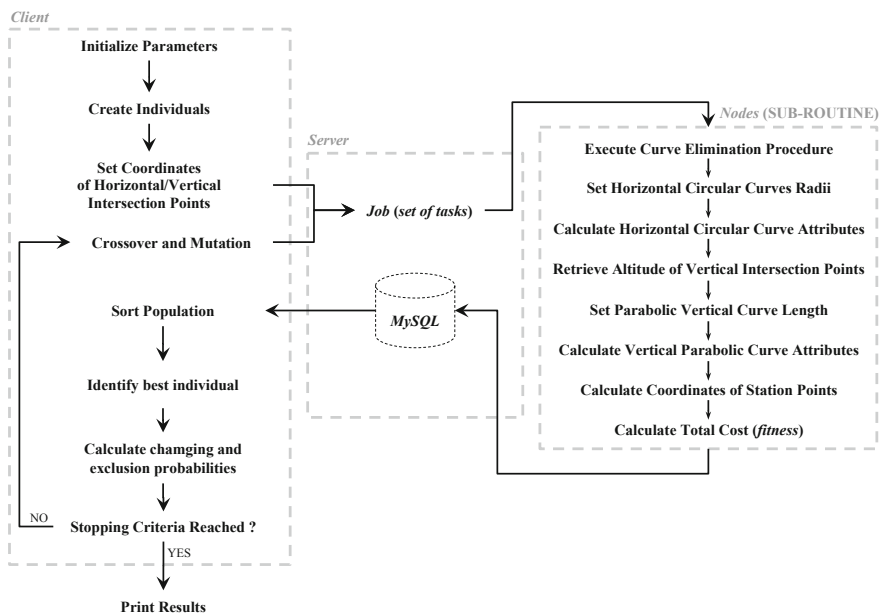 Client
Initialize Parameters
Create Individuals
Set Coordinates
of Horizontal/Vertical
Intersection Points
Crossover and Mutation
Sort Population
Identify best individual
Calculate chamging and
exclusion probabilities
NO
Stopping Criteria Reached ?
YES
Print Results
Server
Job (set of tasks)
MySQL
Nodes (SUB-ROUTINE)
Execute Curve Elimination Procedure
Set Horizontal Circular Curves Radii
Calculate Horizontal Circular Curve Attributes
Retrieve Altitude of Vertical Intersection Points
Set Parabolic Vertical Curve Length
Calculate Vertical Parabolic Curve Attributes
Calculate Coordinates of Station Points
Calculate Total Cost (fitness)